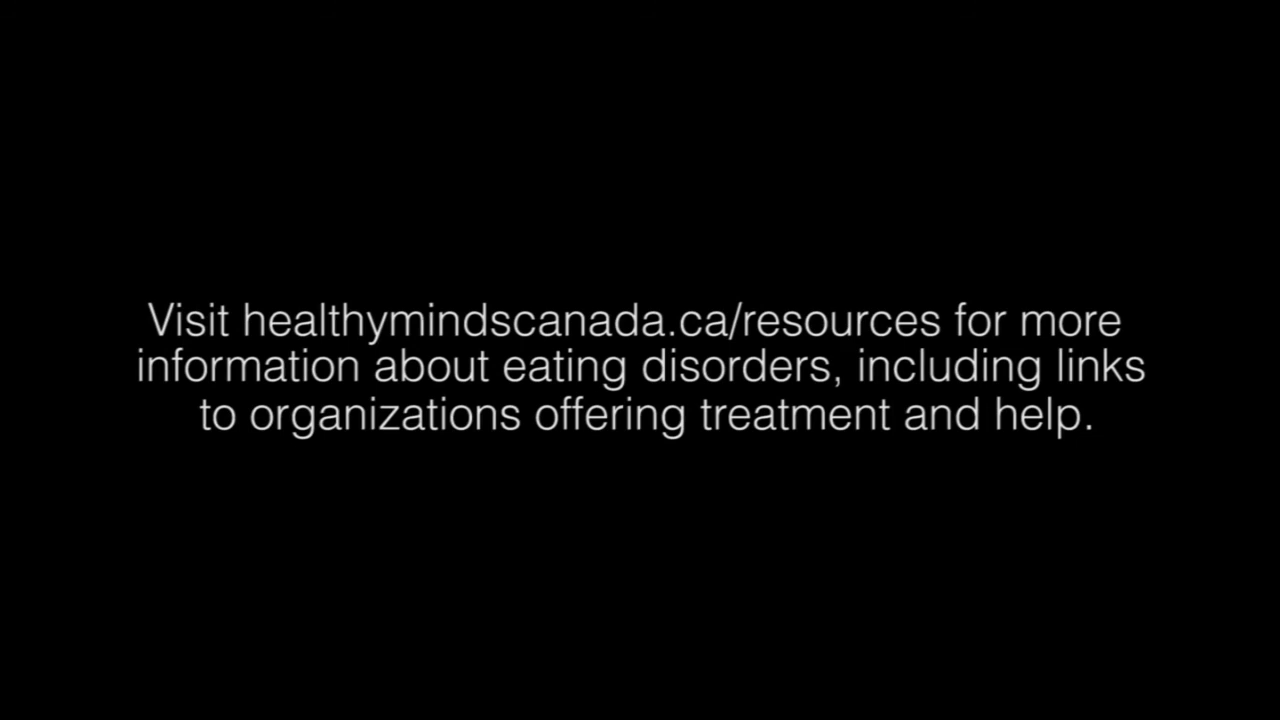 Visit healthymindscanada.ca/resources for more
information about eating disorders, including links
to organizations offering treatment and help.